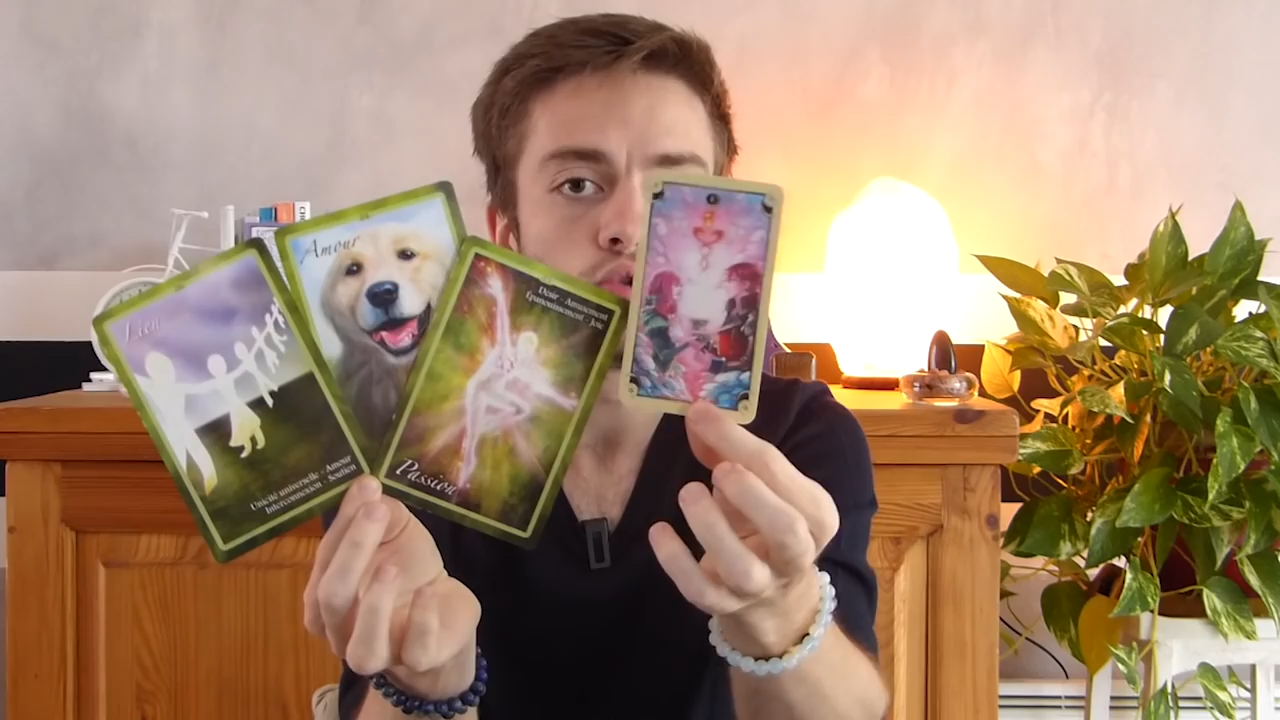 Lien
Unicité universelle - Amour
Interconnexion - Soutien
Amour
Désir - Amusement
Épanouissement - Joie
Passion